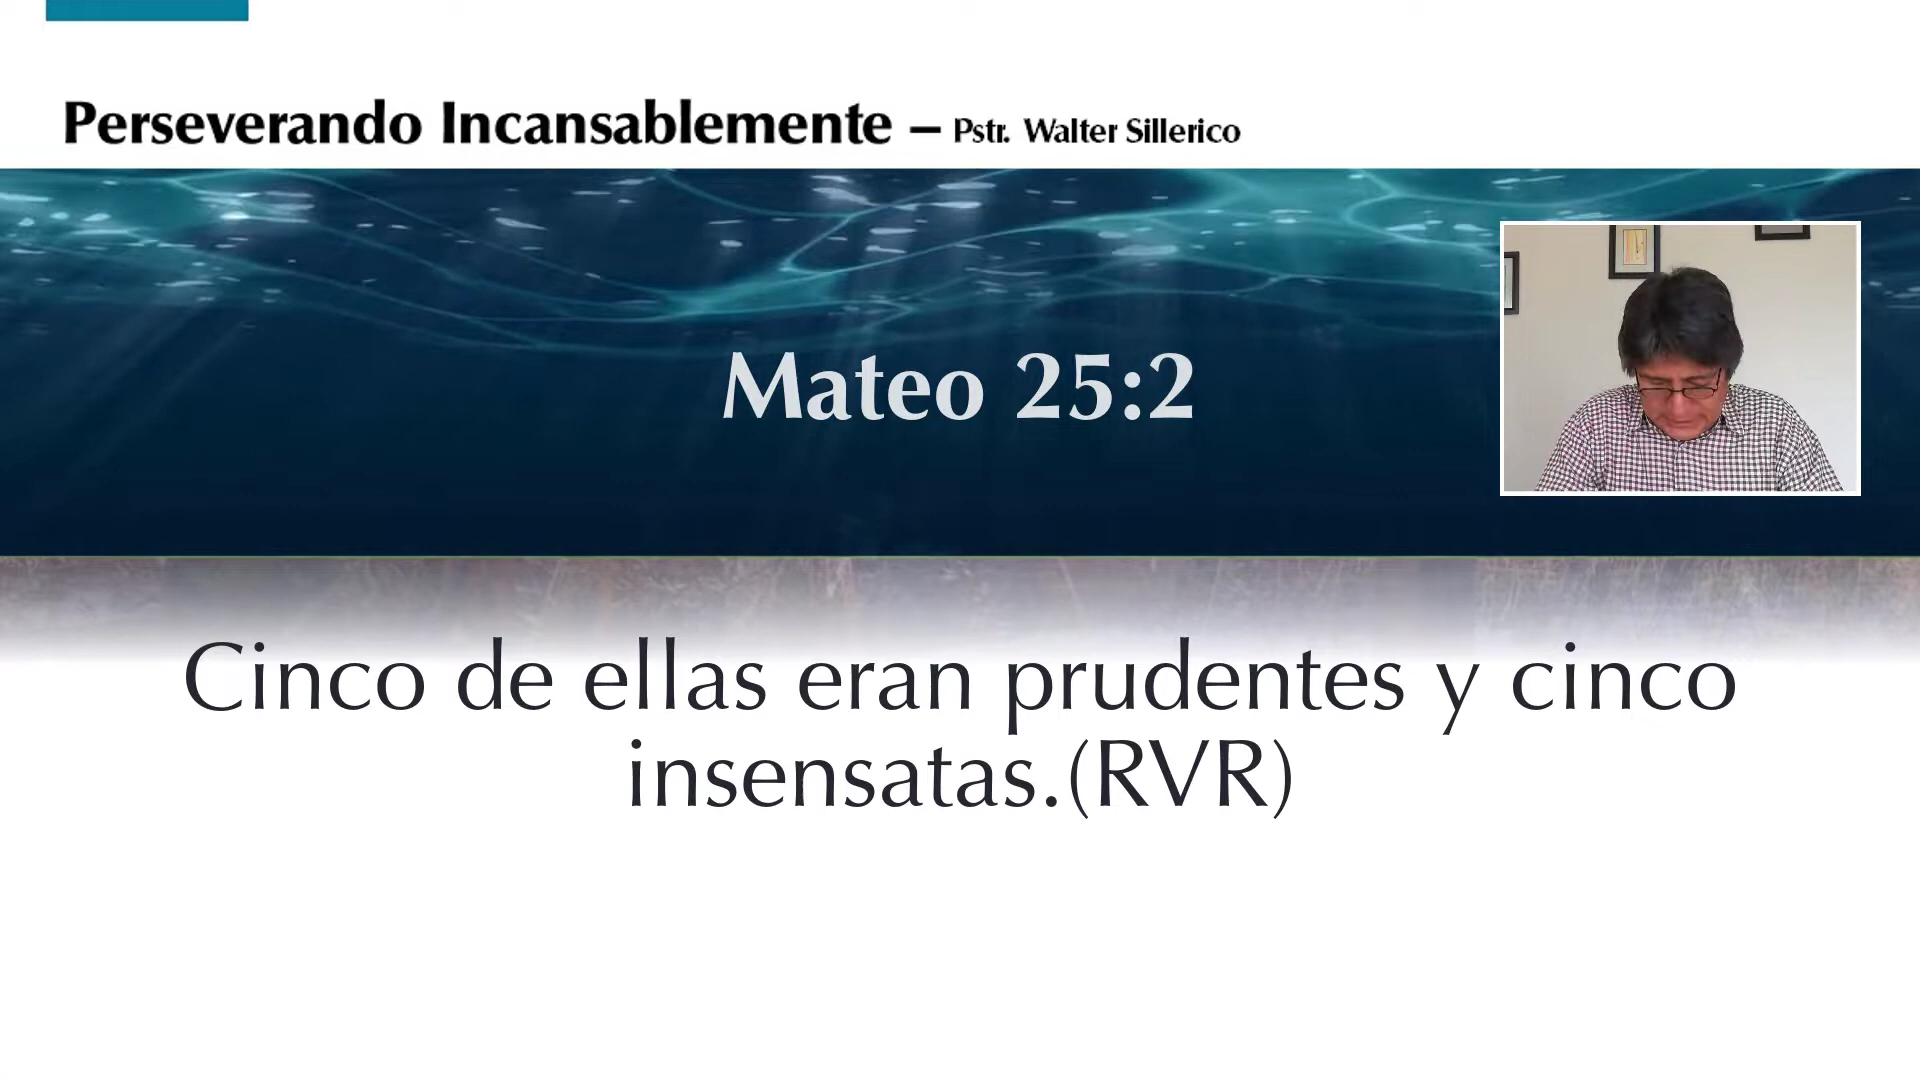 Perseverando Incansablemente – Pstr. Walter Sillerico
Mateo 25:2
Cinco de ellas eran prudentes y cinco
insensatas.(RVR)